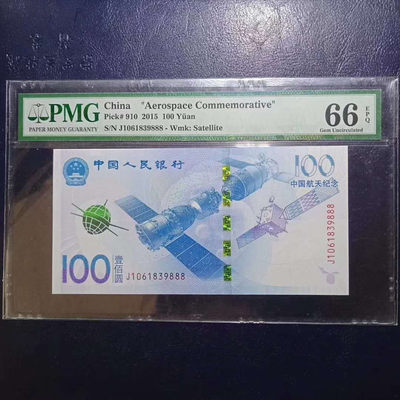 PMG
PAPER MONEY GUARANTY
China "Aerospace Commemorative"
Pick# 910 2015 100 Yüan
S/N J1061839888 - Wmk: Satellite
66 EPQ
Gem Uncirculated
中国人民银行
100
中国航天纪念
J1061839888
100 壹佰圆
J1061839888